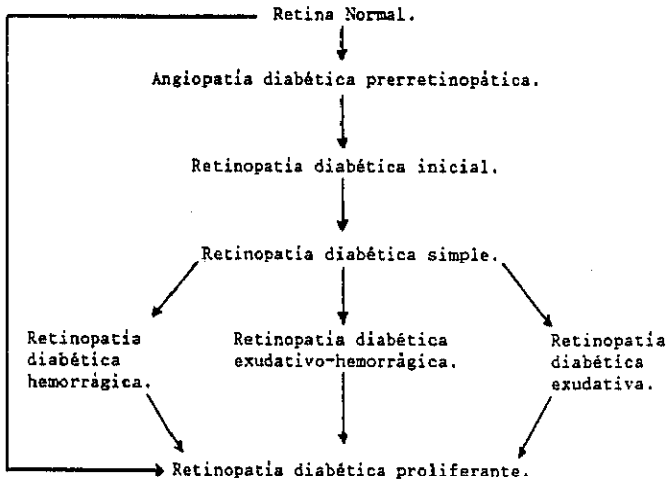 Retina Normal.
Angiopatía diabética prerretinopática.
Retinopatía diabética inicial.
Retinopatía diabética simple.
Retinopatía
diabética
hemorrágica.
Retinopatía diabética
exudativo-hemorrágica.
Retinopatía
diabética
exudativa.
Retinopatía diabética proliferante.